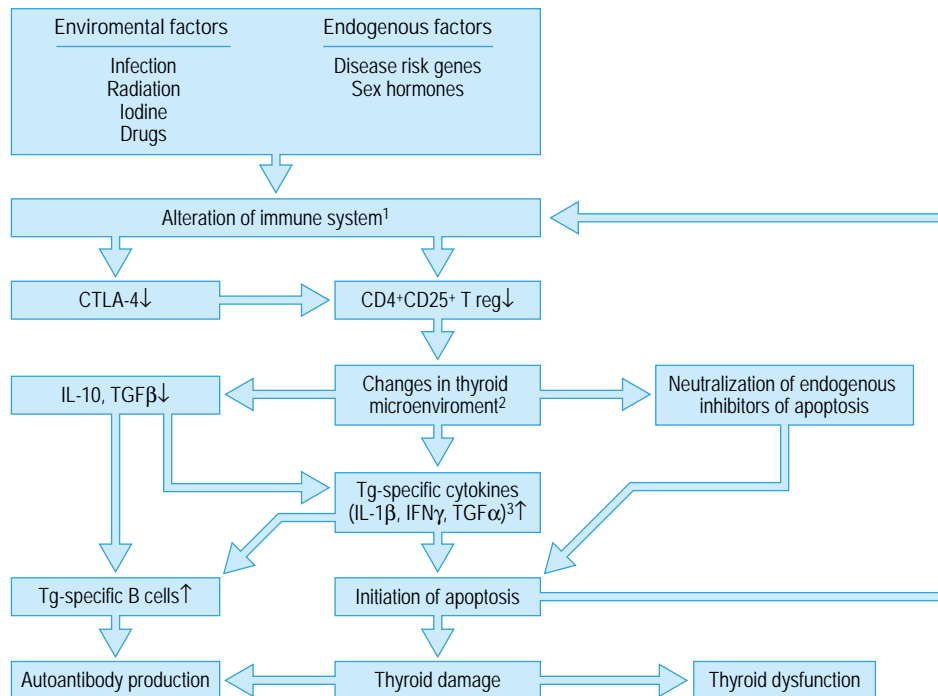 Enviromental factors
Infection
Radiation
Iodine
Drugs
Endogenous factors
Disease risk genes
Sex hormones
Alteration of immune system¹
CTLA-4↓
CD4⁺CD25⁺ T reg↓
IL-10, TGFβ↓
Changes in thyroid
microenviroment²
Neutralization of endogenous
inhibitors of apoptosis
Tg-specific cytokines
(IL-1β, IFNγ, TGFα)³↑
Tg-specific B cells↑
Initiation of apoptosis
Autoantibody production
Thyroid damage
Thyroid dysfunction